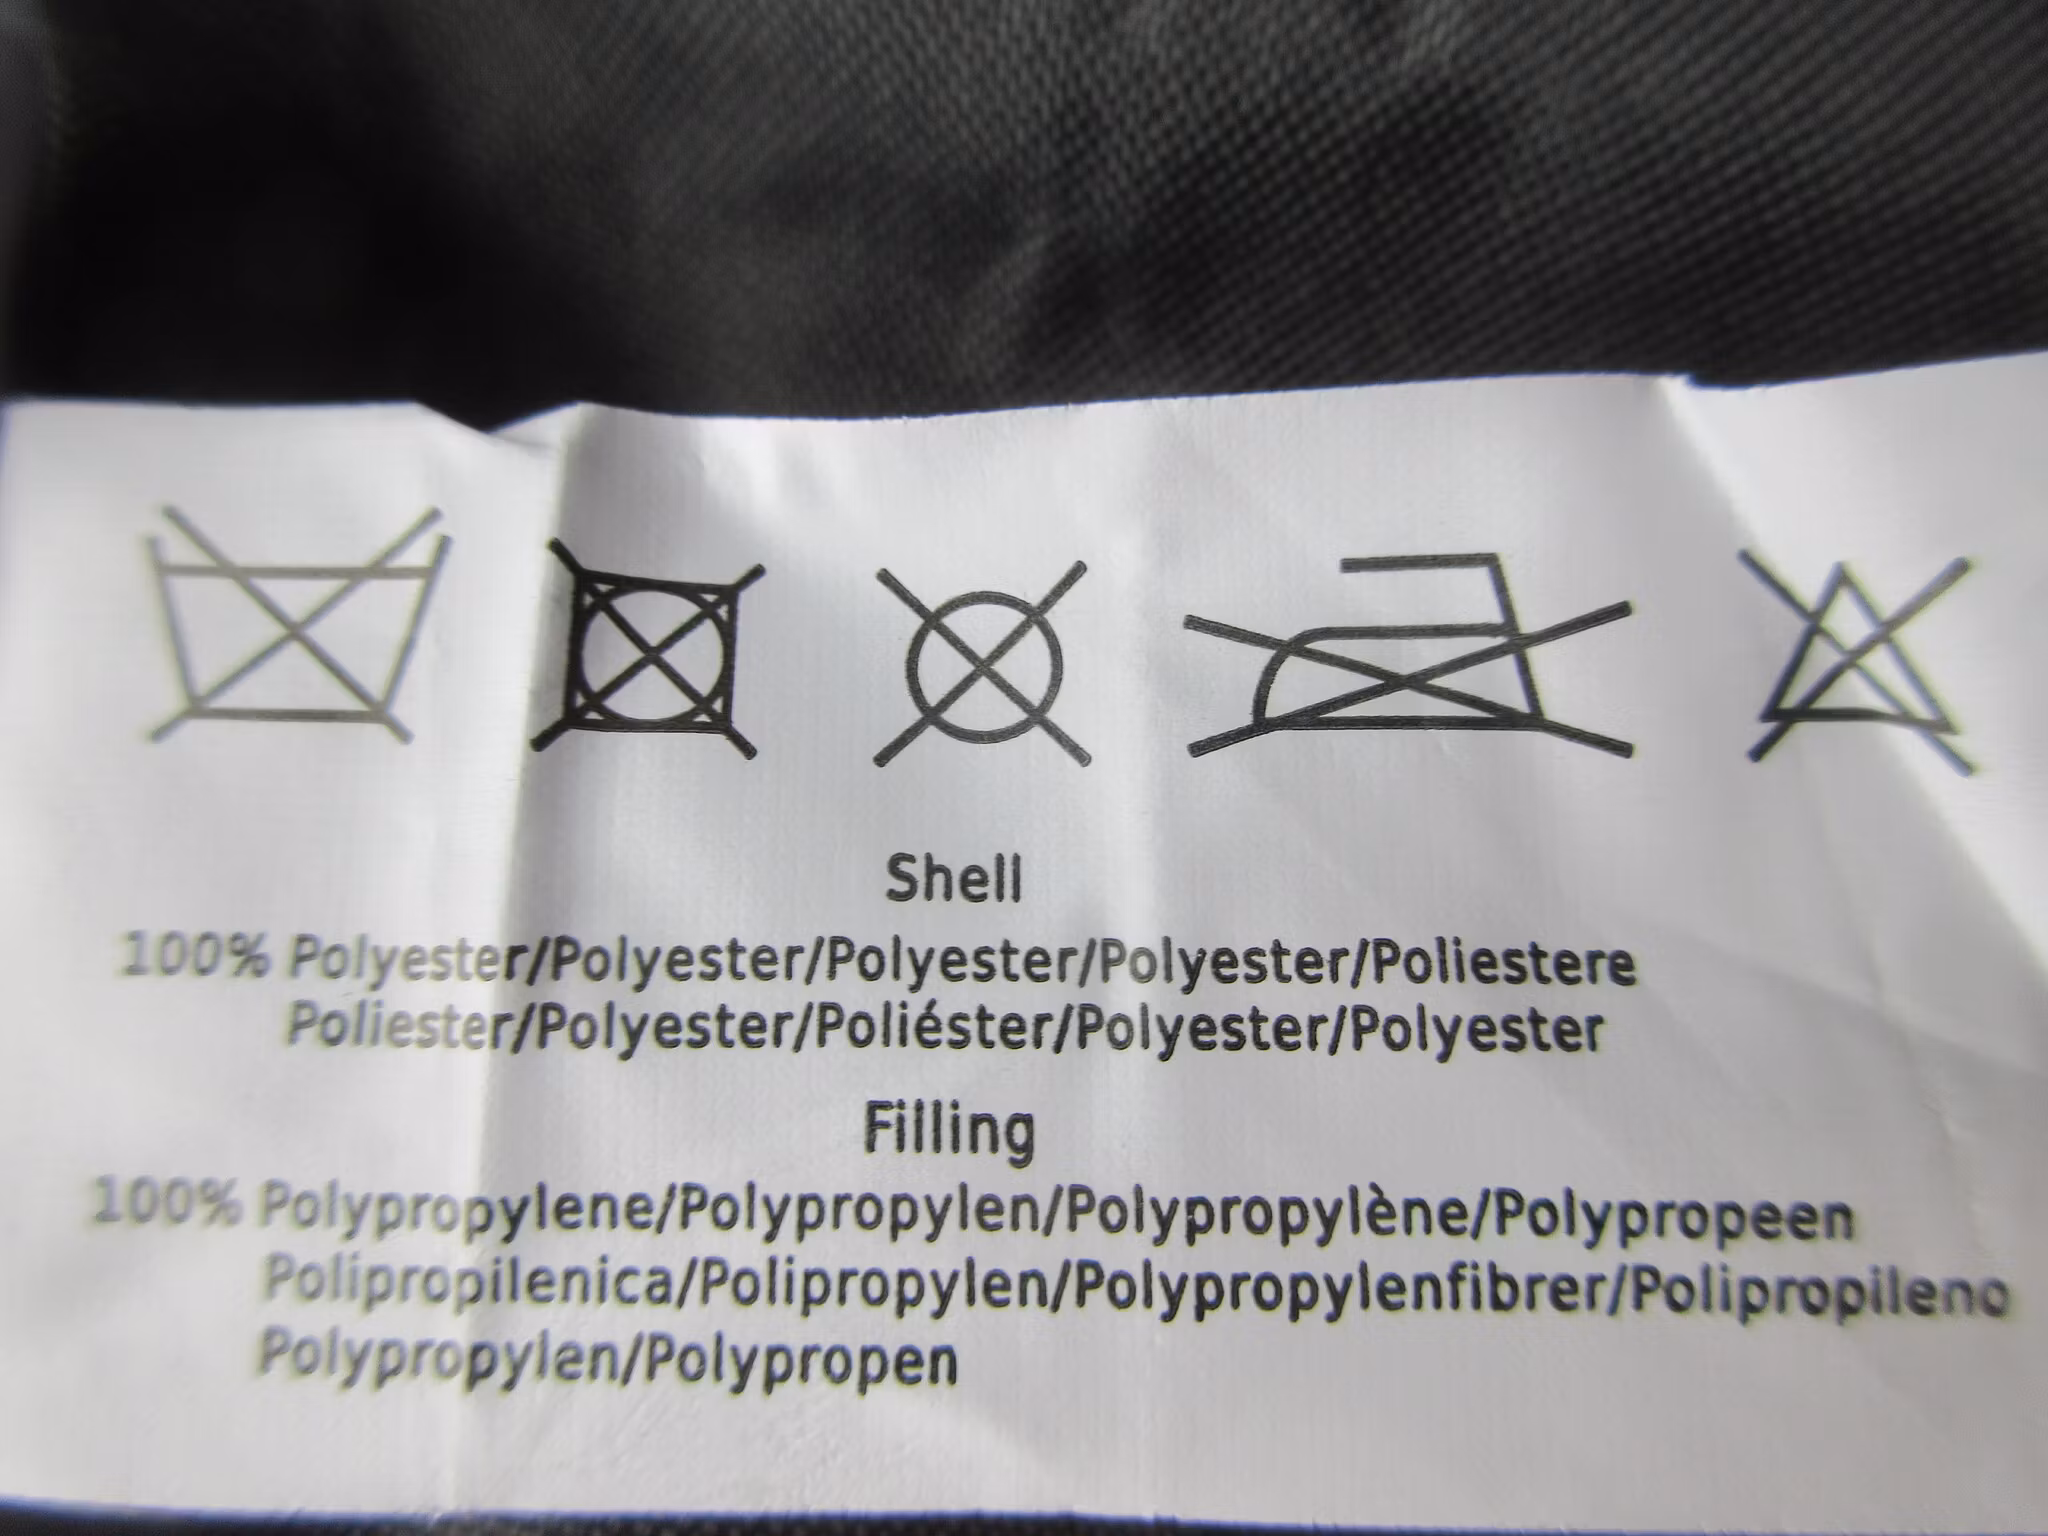 Shell
100% Polyester/Polyester/Polyester/Polyester/Poliestere
Poliester/Polyester/Poliéster/Polyester/Polyester
Filling
100% Polypropylene/Polypropylen/Polypropylène/Polypropeen
Polipropilenica/Polipropylen/Polypropylenfibrer/Polipropileno
Polypropylen/Polypropen